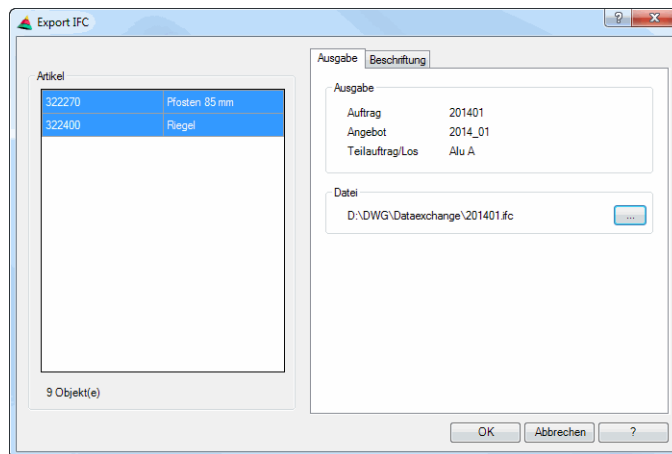 Export IFC
?
Artikel
322270 Pfosten 85 mm
322400 Riegel
9 Objekt(e)
Ausgabe Beschriftung
Ausgabe
Auftrag 201401
Angebot 2014_01
Teilauftrag/Los Alu A
Datei
D:\DWG\Dataexchange\201401.ifc ...
OK Abbrechen ?